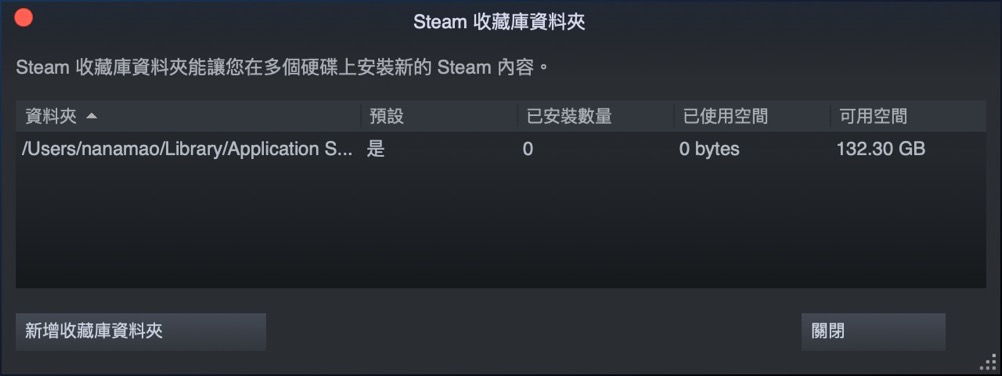 Steam 收藏庫資料夾
Steam 收藏庫資料夾能讓您在多個硬碟上安裝新的 Steam 內容。
資料夾 預設 已安裝數量 已使用空間 可用空間
/Users/nanamao/Library/Application S... 是 0 0 bytes 132.30 GB
新增收藏庫資料夾 關閉